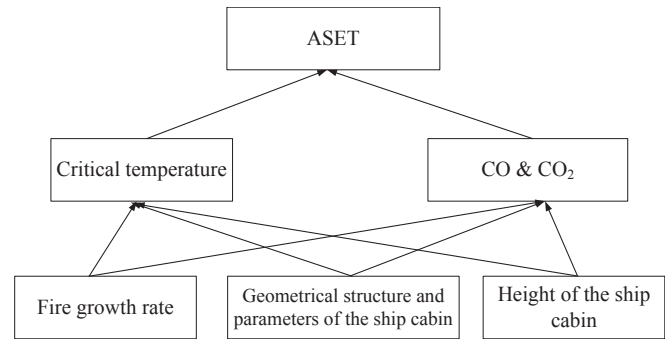 ASET
Critical temperature
CO & CO₂
Fire growth rate
Geometrical structure and
parameters of the ship cabin
Height of the ship
cabin